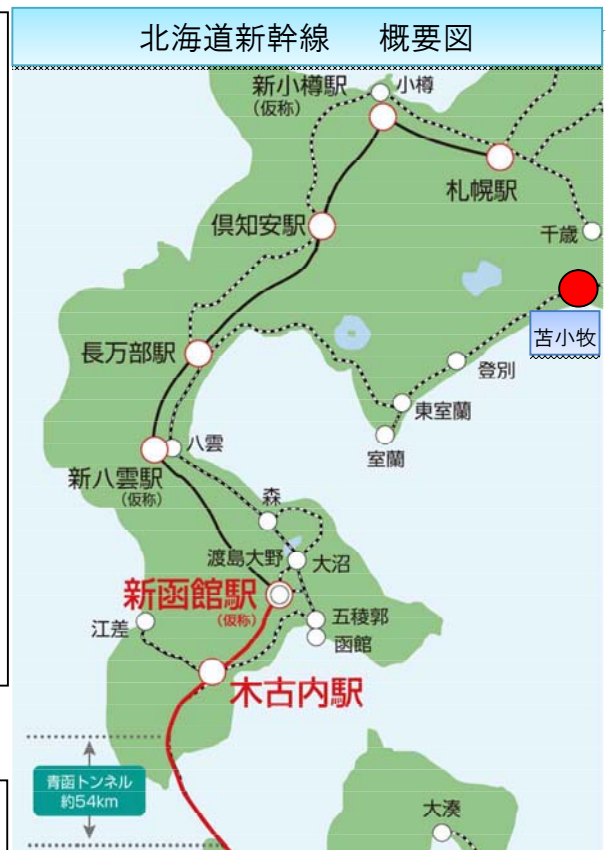 北海道新幹線　概要図
新小樽駅
(仮称)
小樽
札幌駅
倶知安駅
千歳
苫小牧
長万部駅
登別
東室蘭
室蘭
八雲
新八雲駅
(仮称)
森
渡島大野
大沼
新函館駅
(仮称)
五稜郭
函館
江差
木古内駅
青函トンネル
約54km
大湊